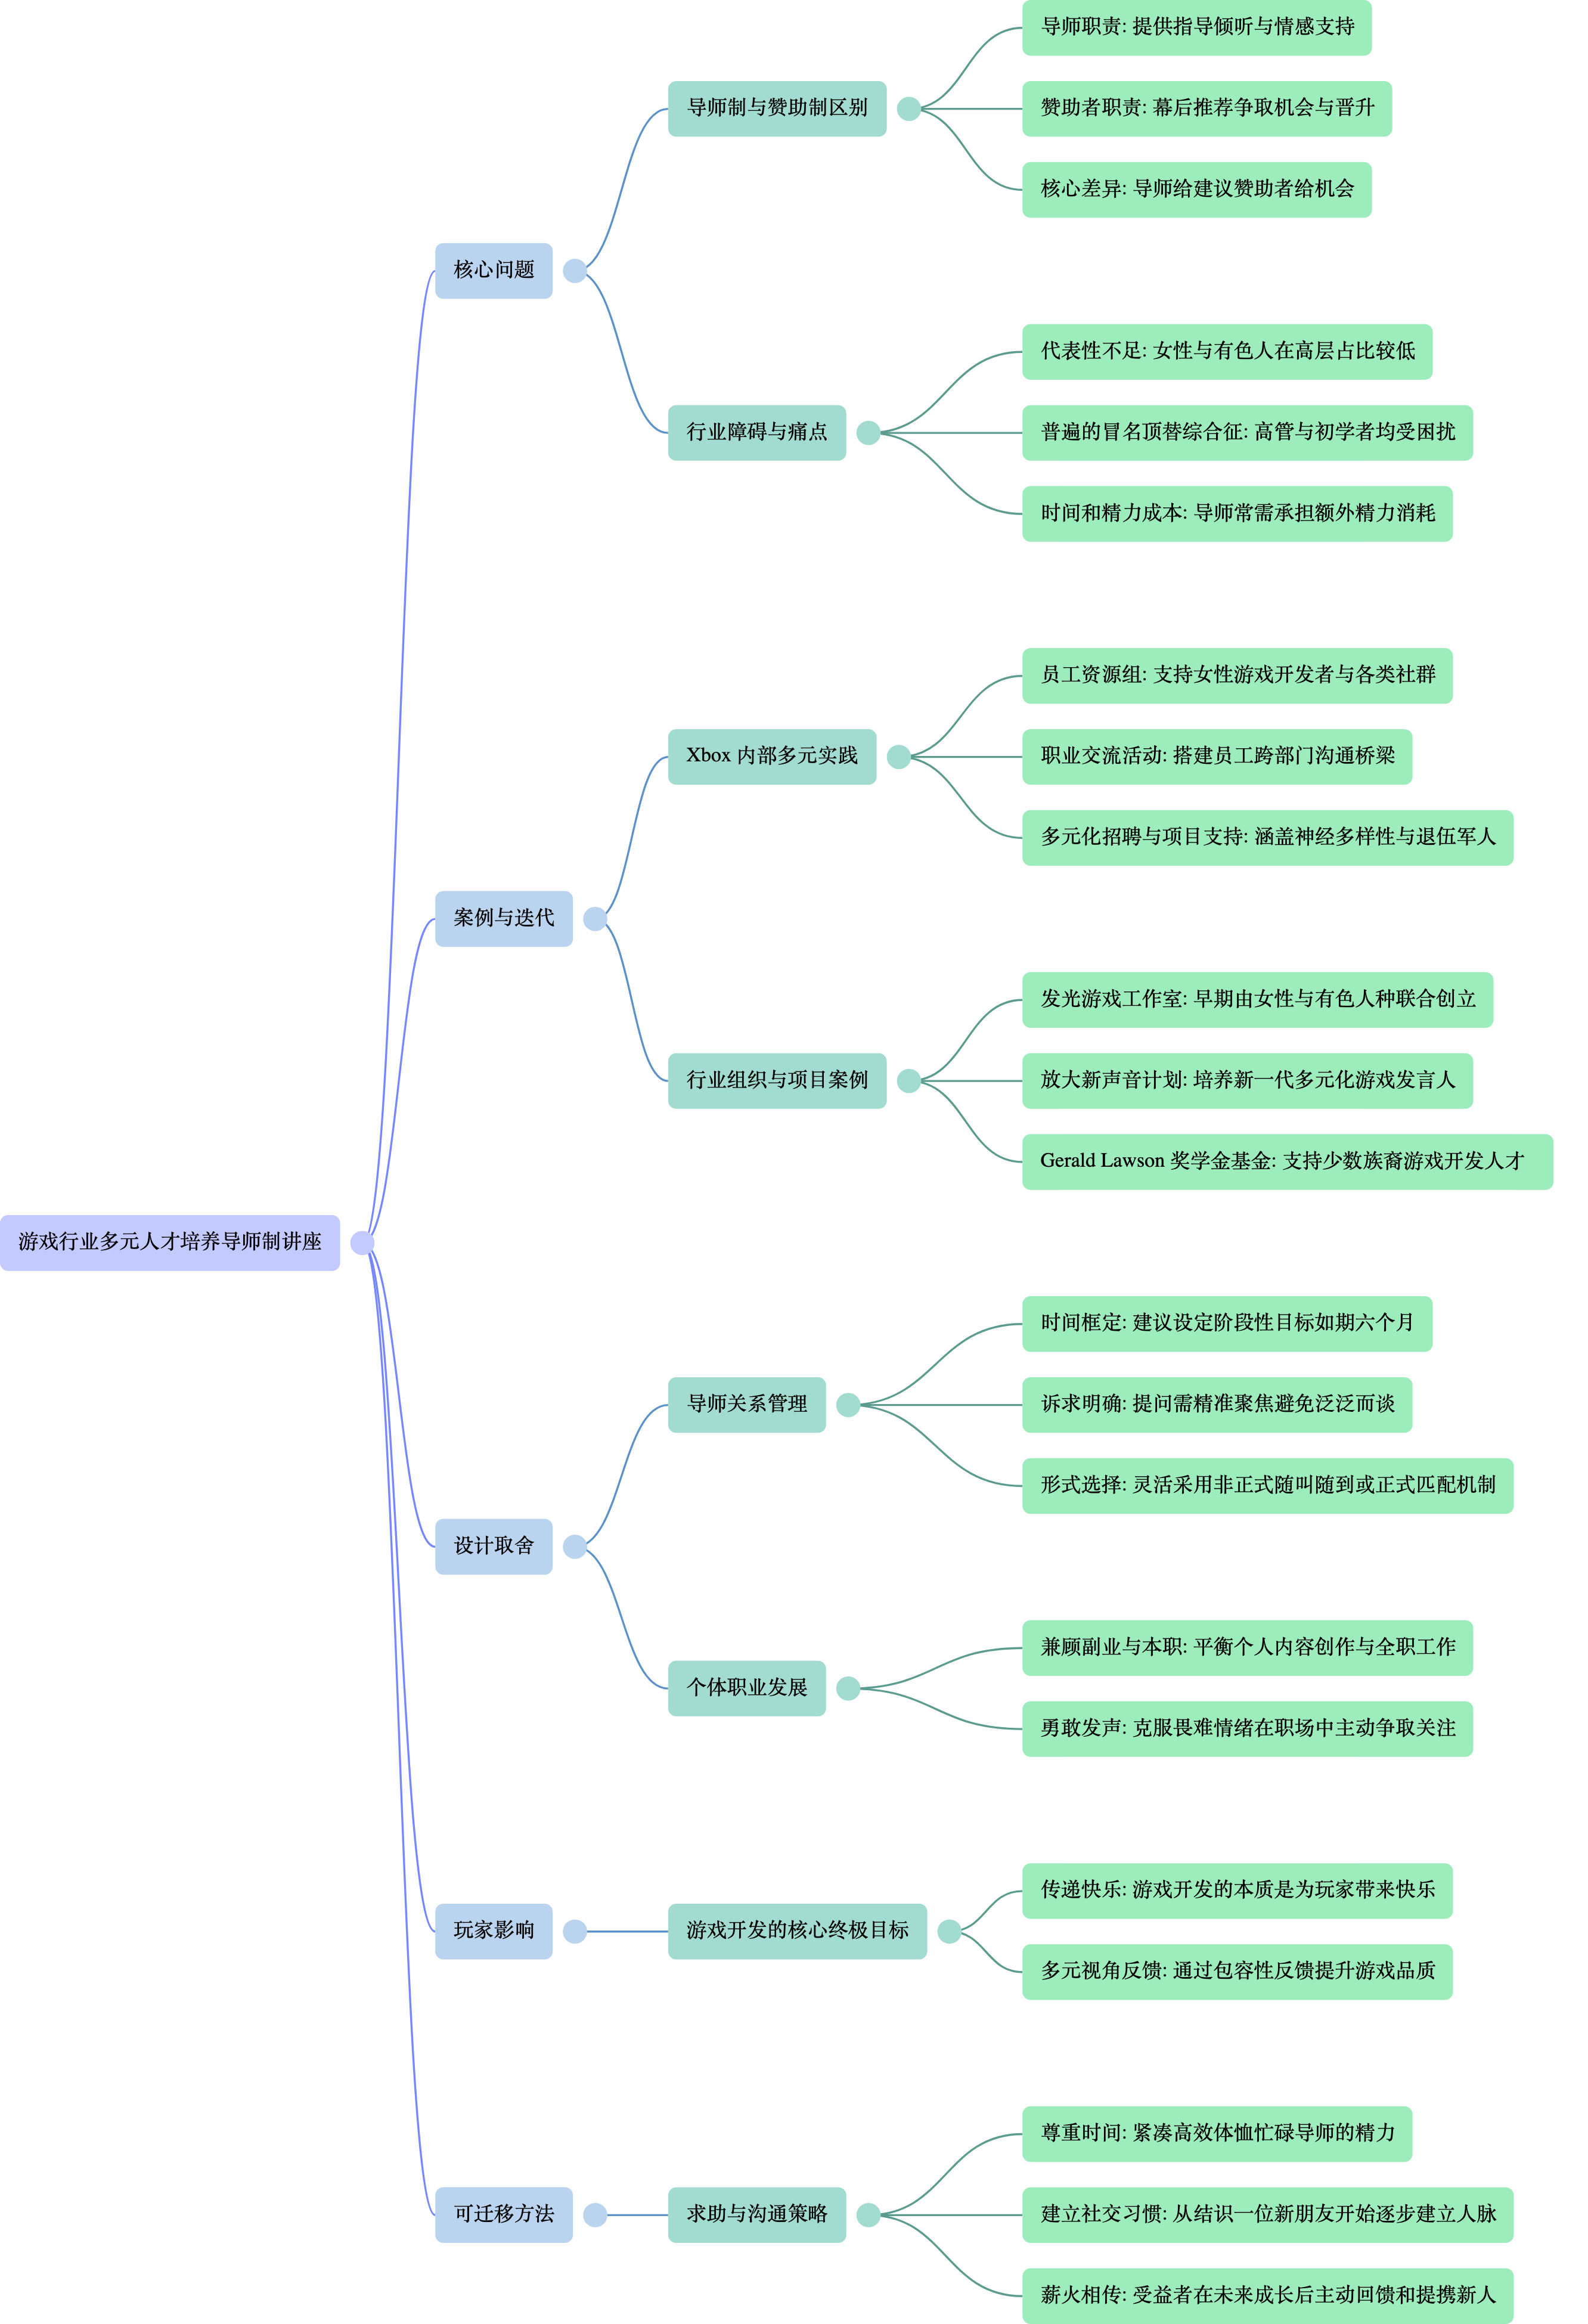 导师职责: 提供指导倾听与情感支持
导师制与赞助制区别
赞助者职责: 幕后推荐争取机会与晋升
核心差异: 导师给建议赞助者给机会
核心问题
代表性不足: 女性与有色人在高层占比较低
行业障碍与痛点
普遍的冒名顶替综合征: 高管与初学者均受困扰
时间和精力成本: 导师常需承担额外精力消耗
员工资源组: 支持女性游戏开发者与各类社群
Xbox 内部多元实践
职业交流活动: 搭建员工跨部门沟通桥梁
多元化招聘与项目支持: 涵盖神经多样性与退伍军人
案例与迭代
发光游戏工作室: 早期由女性与有色人种联合创立
行业组织与项目案例
放大新声音计划: 培养新一代多元化游戏发言人
Gerald Lawson 奖学金基金: 支持少数族裔游戏开发人才
游戏行业多元人才培养导师制讲座
时间框定: 建议设定阶段性目标如期六个月
导师关系管理
诉求明确: 提问需精准聚焦避免泛泛而谈
形式选择: 灵活采用非正式随叫随到或正式匹配机制
设计取舍
兼顾副业与本职: 平衡个人内容创作与全职工作
个体职业发展
勇敢发声: 克服畏难情绪在职场中主动争取关注
传递快乐: 游戏开发的本质是为玩家带来快乐
玩家影响
游戏开发的核心终极目标
多元视角反馈: 通过包容性反馈提升游戏品质
尊重时间: 紧凑高效体恤忙碌导师的精力
可迁移方法
求助与沟通策略
建立社交习惯: 从结识一位新朋友开始逐步建立人脉
薪火相传: 受益者在未来成长后主动回馈和提携新人